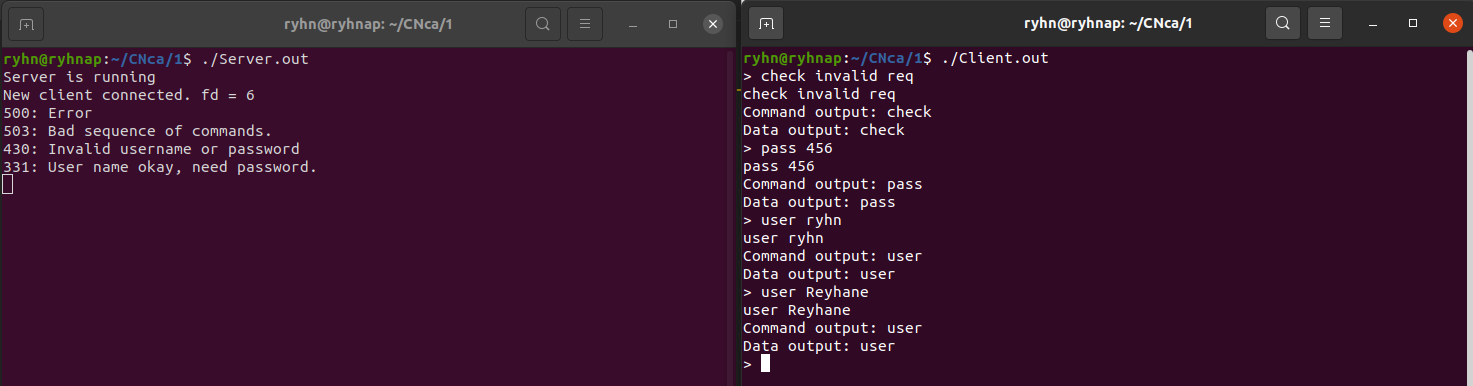 ryhn@ryhnap: ~/CNca/1
ryhn@ryhnap:~/CNca/1$ ./Server.out
Server is running
New client connected. fd = 6
500: Error
503: Bad sequence of commands.
430: Invalid username or password
331: User name okay, need password.
ryhn@ryhnap: ~/CNca/1
ryhn@ryhnap:~/CNca/1$ ./Client.out
> check invalid req
check invalid req
Command output: check
Data output: check
> pass 456
pass 456
Command output: pass
Data output: pass
> user ryhn
user ryhn
Command output: user
Data output: user
> user Reyhane
user Reyhane
Command output: user
Data output: user
>